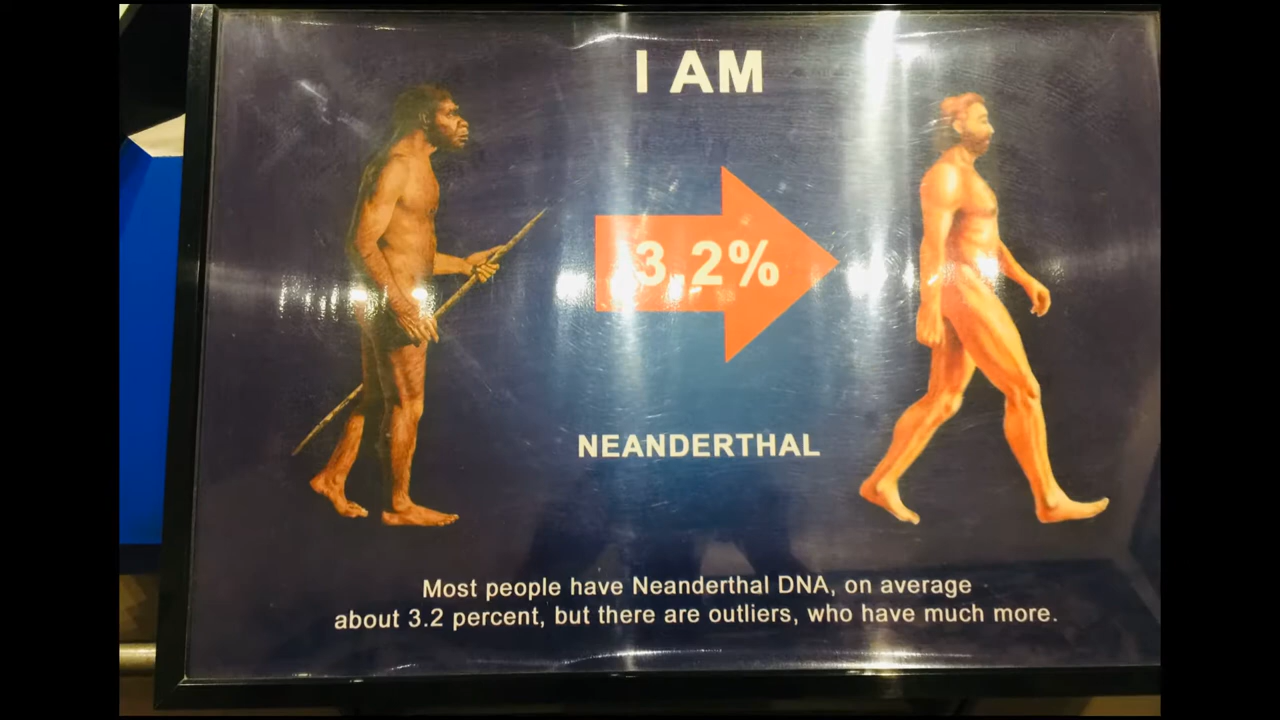 I AM
3.2%
NEANDERTHAL
Most people have Neanderthal DNA, on average
about 3.2 percent, but there are outliers, who have much more.